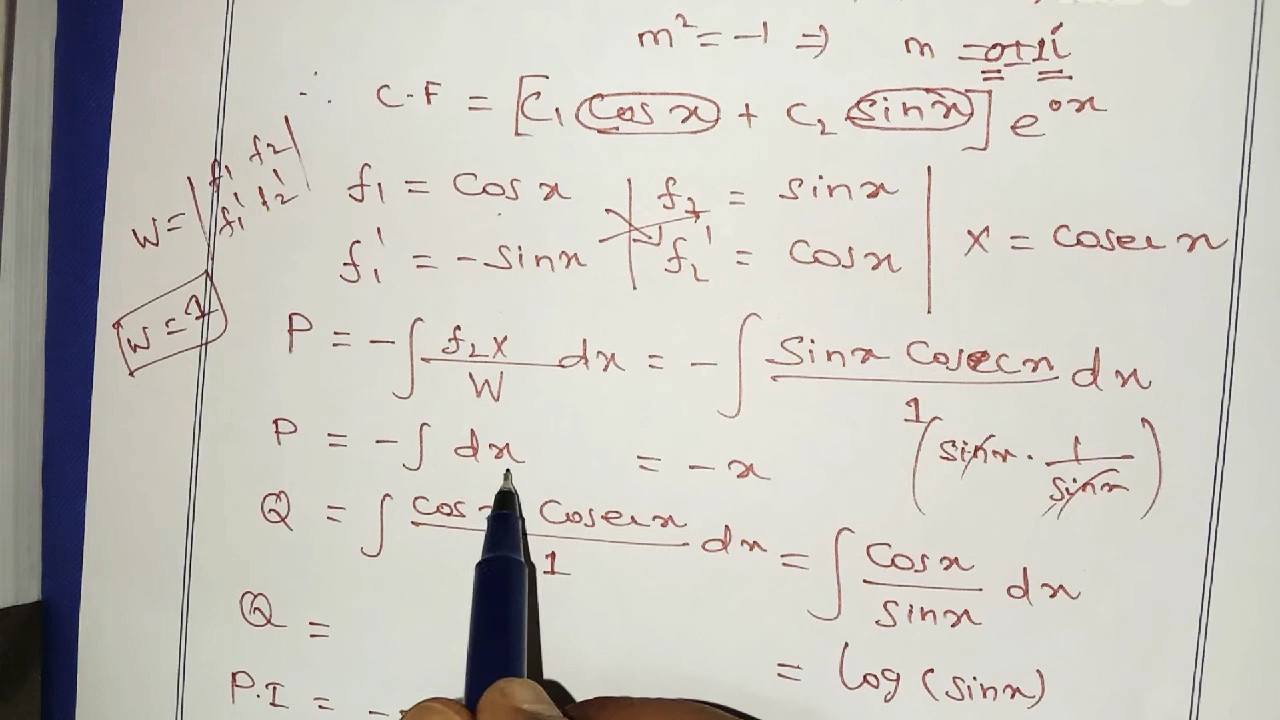 m² = -1 ⇒ m = 0±1i
∴ C.F = [C₁ Cos x + C₂ Sin x] e^0x
W = | f₁ f₂ |
| f₁' f₂' |
f₁ = Cos x | f₂ = Sin x
f₁' = - Sin x | f₂' = Cos x | X = Cosec x
W = 1
P = - ∫ f₂X / W dx = - ∫ Sin x Cosec x / 1 dx
P = - ∫ dx = - x ( Sin x · 1 / Sin x )
Q = ∫ Cos x Cosec x / 1 dx = ∫ Cos x / Sin x dx
Q =
= log (Sin x)
P.I = -